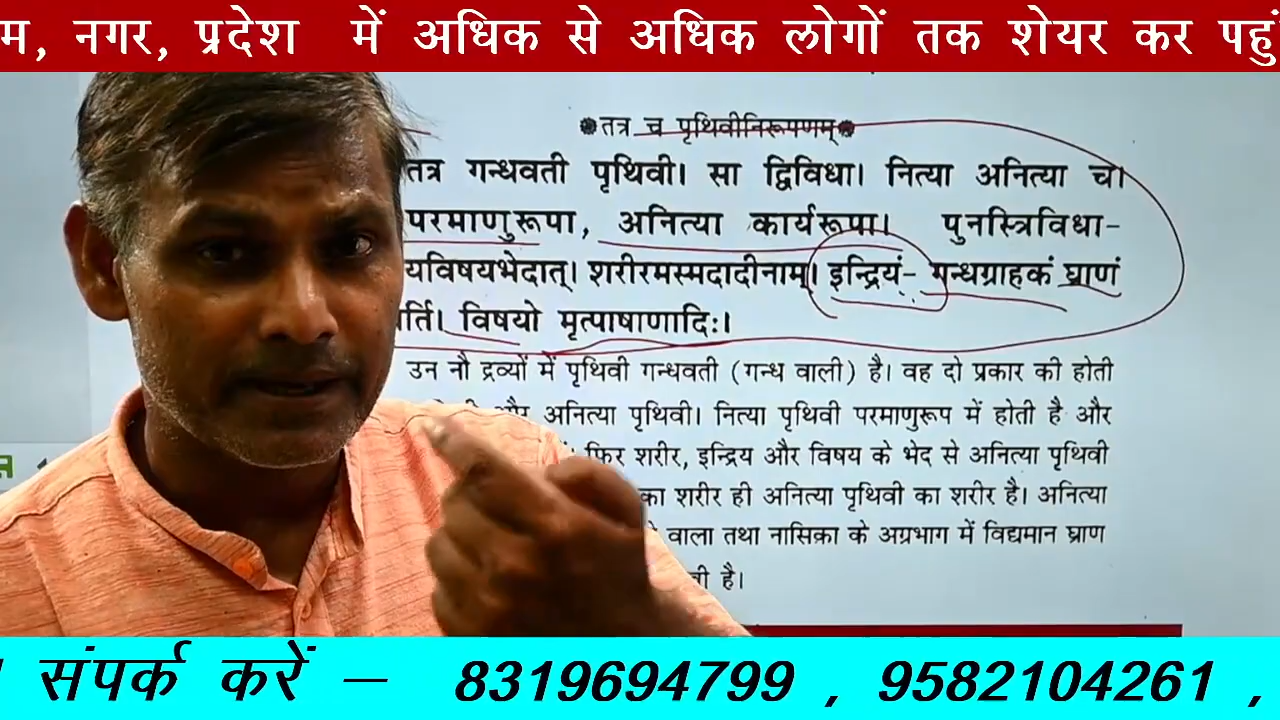 म, नगर, प्रदेश में अधिक से अधिक लोगों तक शेयर कर पहुं
तत्र च पृथिवीनिरूपणम्
तत्र गन्धवती पृथिवी। सा द्विविधा। नित्या अनित्या च।
परमाणुरूपा, अनित्या कार्यरूपा। पुनस्त्रिविधा-
यविषयभेदात्। शरीरमस्मदादीनाम्। इन्द्रियं- गन्धग्राहकं घ्राणं
र्ति। विषयो मृत्पाषाणादिः।
उन नौ द्रव्यों में पृथिवी गन्धवती (गन्ध वाली) है। वह दो प्रकार की होती
और अनित्या पृथिवी। नित्या पृथिवी परमाणुरूप में होती है और
फिर शरीर, इन्द्रिय और विषय के भेद से अनित्या पृथिवी
का शरीर ही अनित्या पृथिवी का शरीर है। अनित्या
वाला तथा नासिका के अग्रभाग में विद्यमान घ्राण
वी है।
संपर्क करें – 8319694799 , 9582104261 ,